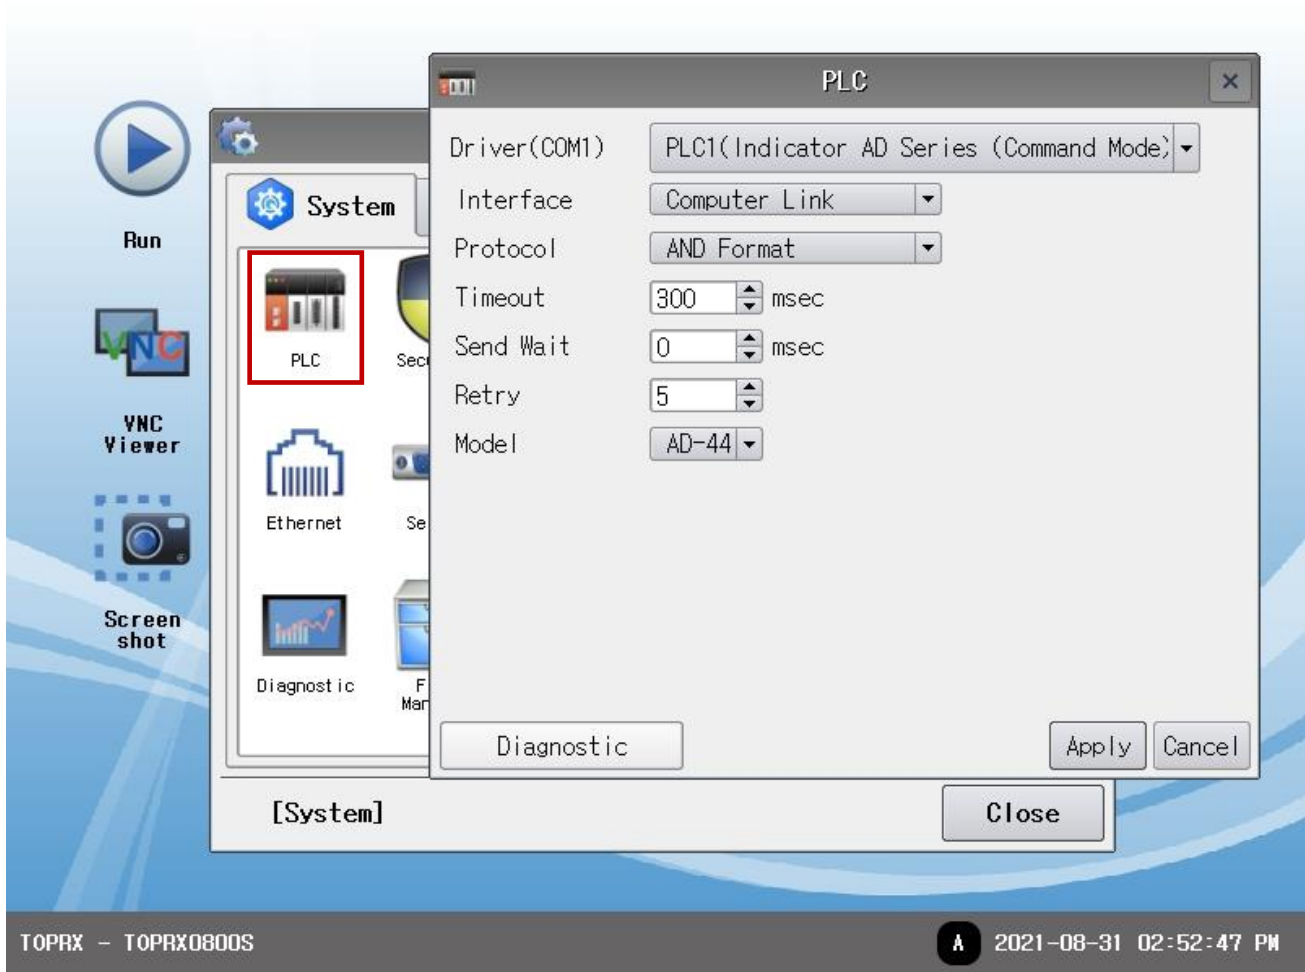 PLC
Driver(COM1) PLC1(Indicator AD Series (Command Mode)
Interface Computer Link
Protocol AND Format
Timeout 300 msec
Send Wait 0 msec
Retry 5
Model AD-44
Diagnostic Apply Cancel
System
PLC
Ethernet
Diagnostic
[System] Close
Run
VNC
VNC
Viewer
Screen
shot
TOPRX - TOPRX0800S A 2021-08-31 02:52:47 PM